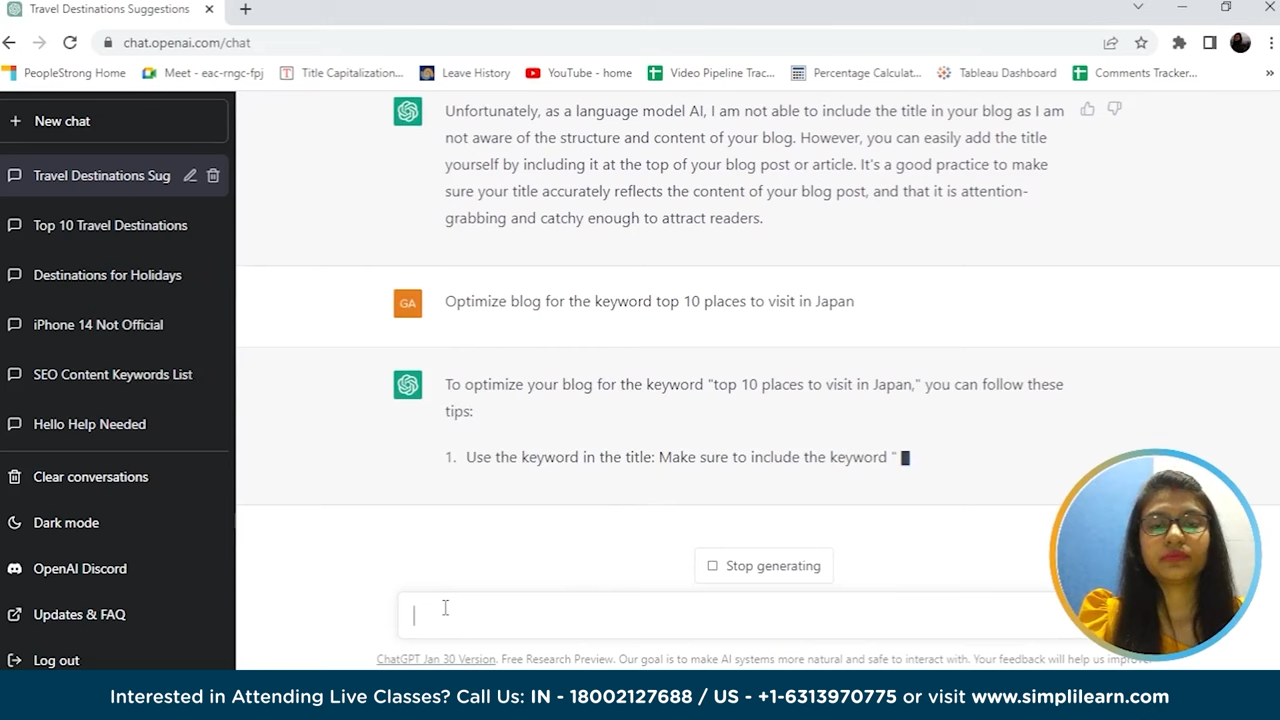 Travel Destinations Suggestions
chat.openai.com/chat
PeopleStrong Home
Meet - eac-rngc-fpj
Title Capitalization...
Leave History
YouTube - home
Video Pipeline Trac...
Percentage Calculat...
Tableau Dashboard
Comments Tracker...
New chat
Travel Destinations Sug
Top 10 Travel Destinations
Destinations for Holidays
iPhone 14 Not Official
SEO Content Keywords List
Hello Help Needed
Clear conversations
Dark mode
OpenAI Discord
Updates & FAQ
Log out
Unfortunately, as a language model AI, I am not able to include the title in your blog as I am
not aware of the structure and content of your blog. However, you can easily add the title
yourself by including it at the top of your blog post or article. It's a good practice to make
sure your title accurately reflects the content of your blog post, and that it is attention-
grabbing and catchy enough to attract readers.
GA
Optimize blog for the keyword top 10 places to visit in Japan
To optimize your blog for the keyword "top 10 places to visit in Japan," you can follow these
tips:
1. Use the keyword in the title: Make sure to include the keyword "
Stop generating
ChatGPT Jan 30 Version. Free Research Preview. Our goal is to make AI systems more natural and safe to interact with. Your feedback will help us improve
Interested in Attending Live Classes? Call Us: IN - 18002127688 / US - +1-6313970775 or visit www.simplilearn.com